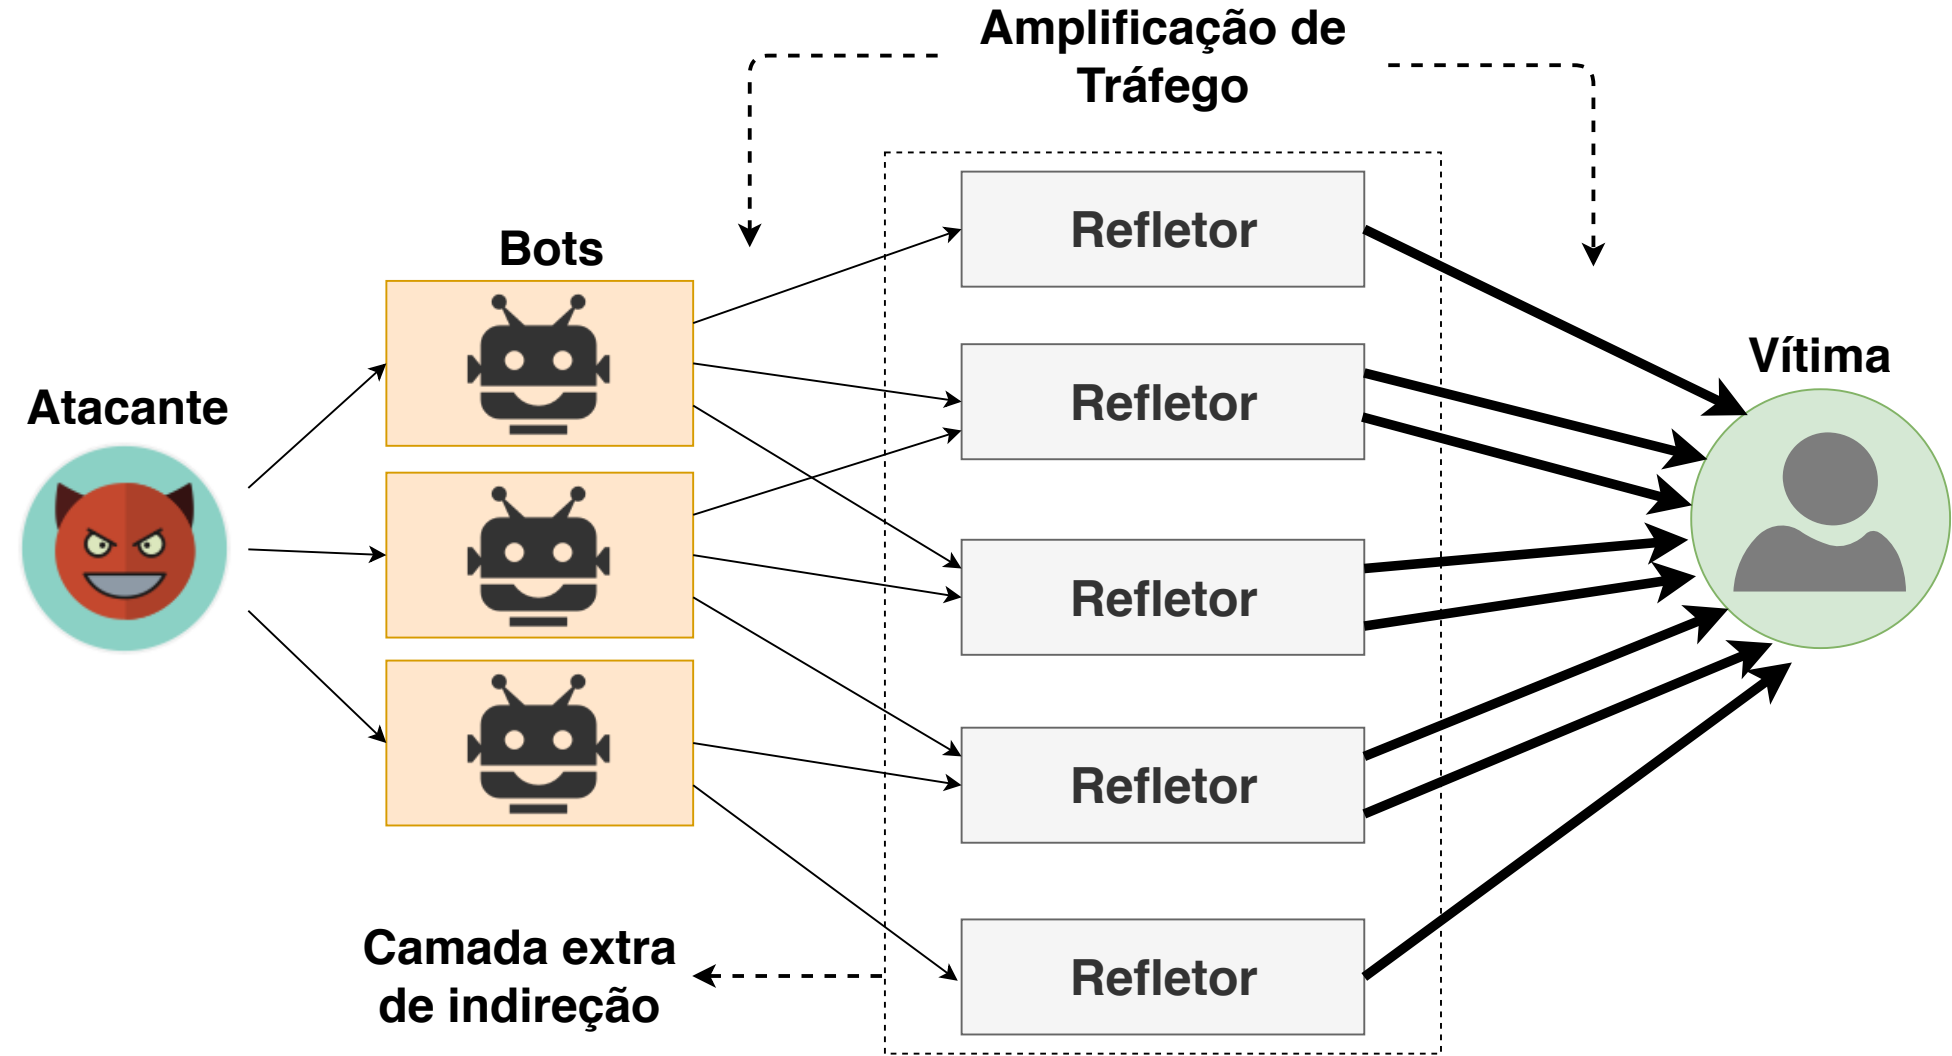 Amplificação de
Tráfego
Bots
Atacante
Refletor
Refletor
Refletor
Refletor
Refletor
Vítima
Camada extra
de indireção